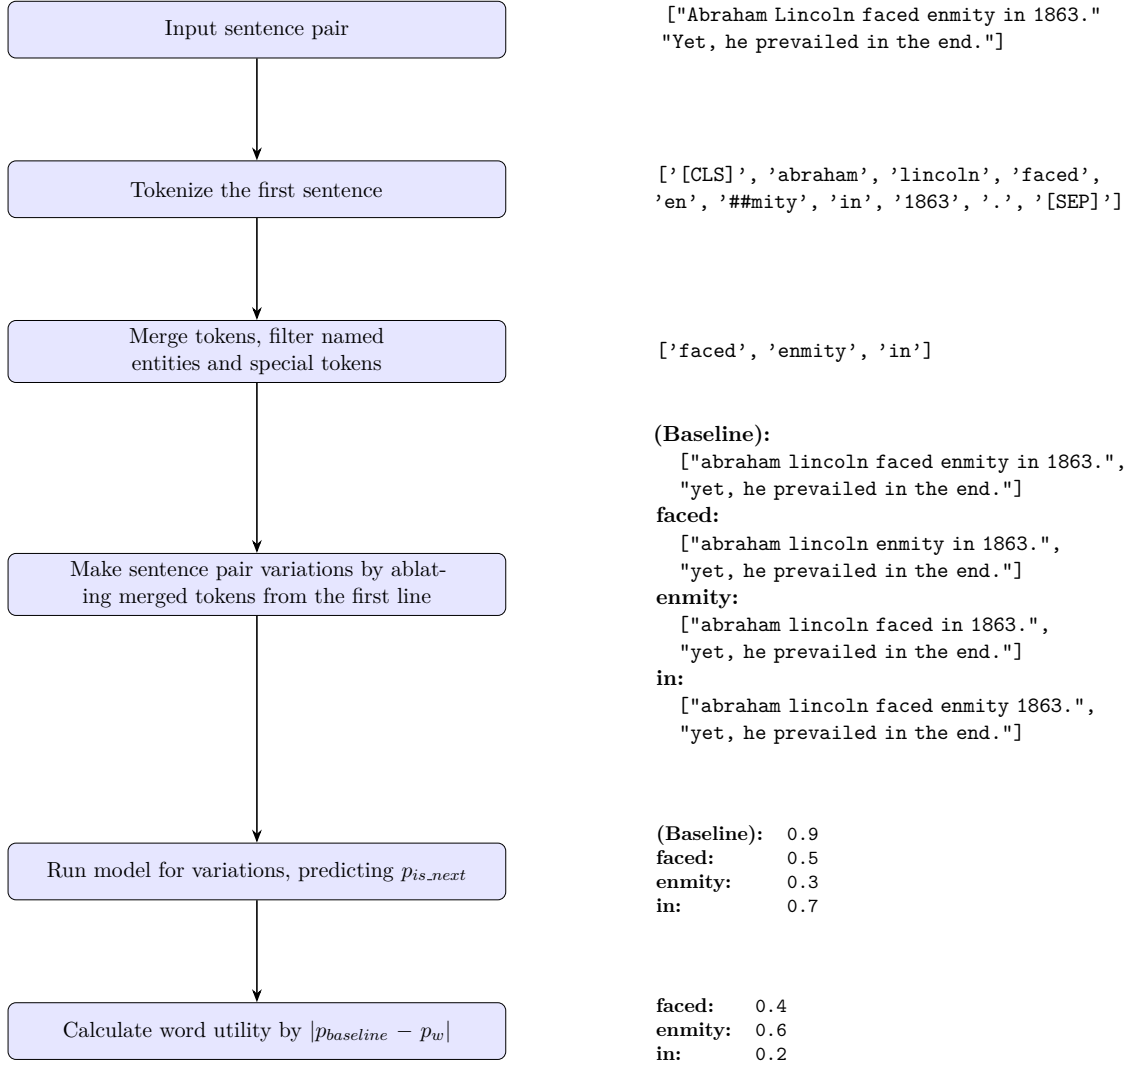 Input sentence pair
["Abraham Lincoln faced enmity in 1863."
"Yet, he prevailed in the end."]
Tokenize the first sentence
['[CLS]', 'abraham', 'lincoln', 'faced',
'en', '##mity', 'in', '1863', '.', '[SEP]']
Merge tokens, filter named
entities and special tokens
['faced', 'enmity', 'in']
Make sentence pair variations by ablat-
ing merged tokens from the first line
(Baseline):
["abraham lincoln faced enmity in 1863.",
"yet, he prevailed in the end."]
faced:
["abraham lincoln enmity in 1863.",
"yet, he prevailed in the end."]
enmity:
["abraham lincoln faced in 1863.",
"yet, he prevailed in the end."]
in:
["abraham lincoln faced enmity 1863.",
"yet, he prevailed in the end."]
Run model for variations, predicting p_{is_next}
(Baseline): 0.9
faced: 0.5
enmity: 0.3
in: 0.7
Calculate word utility by |p_{baseline} − p_w|
faced: 0.4
enmity: 0.6
in: 0.2